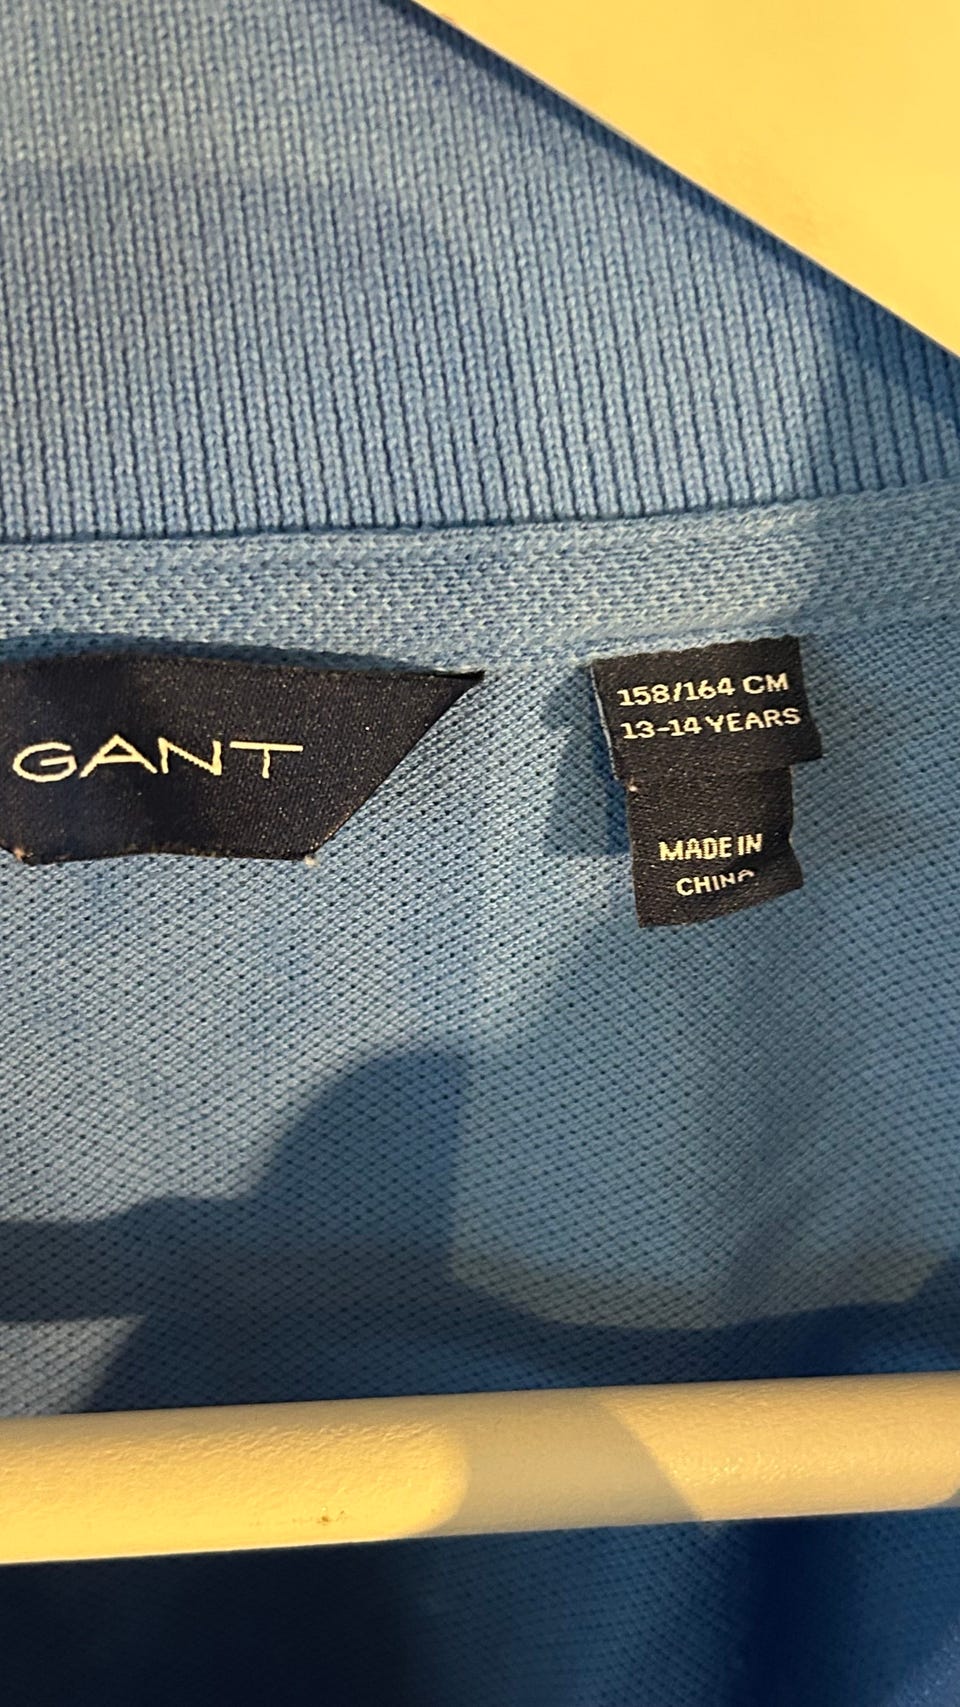 GANT
158/164 CM
13-14 YEARS
MADE IN
CHINA